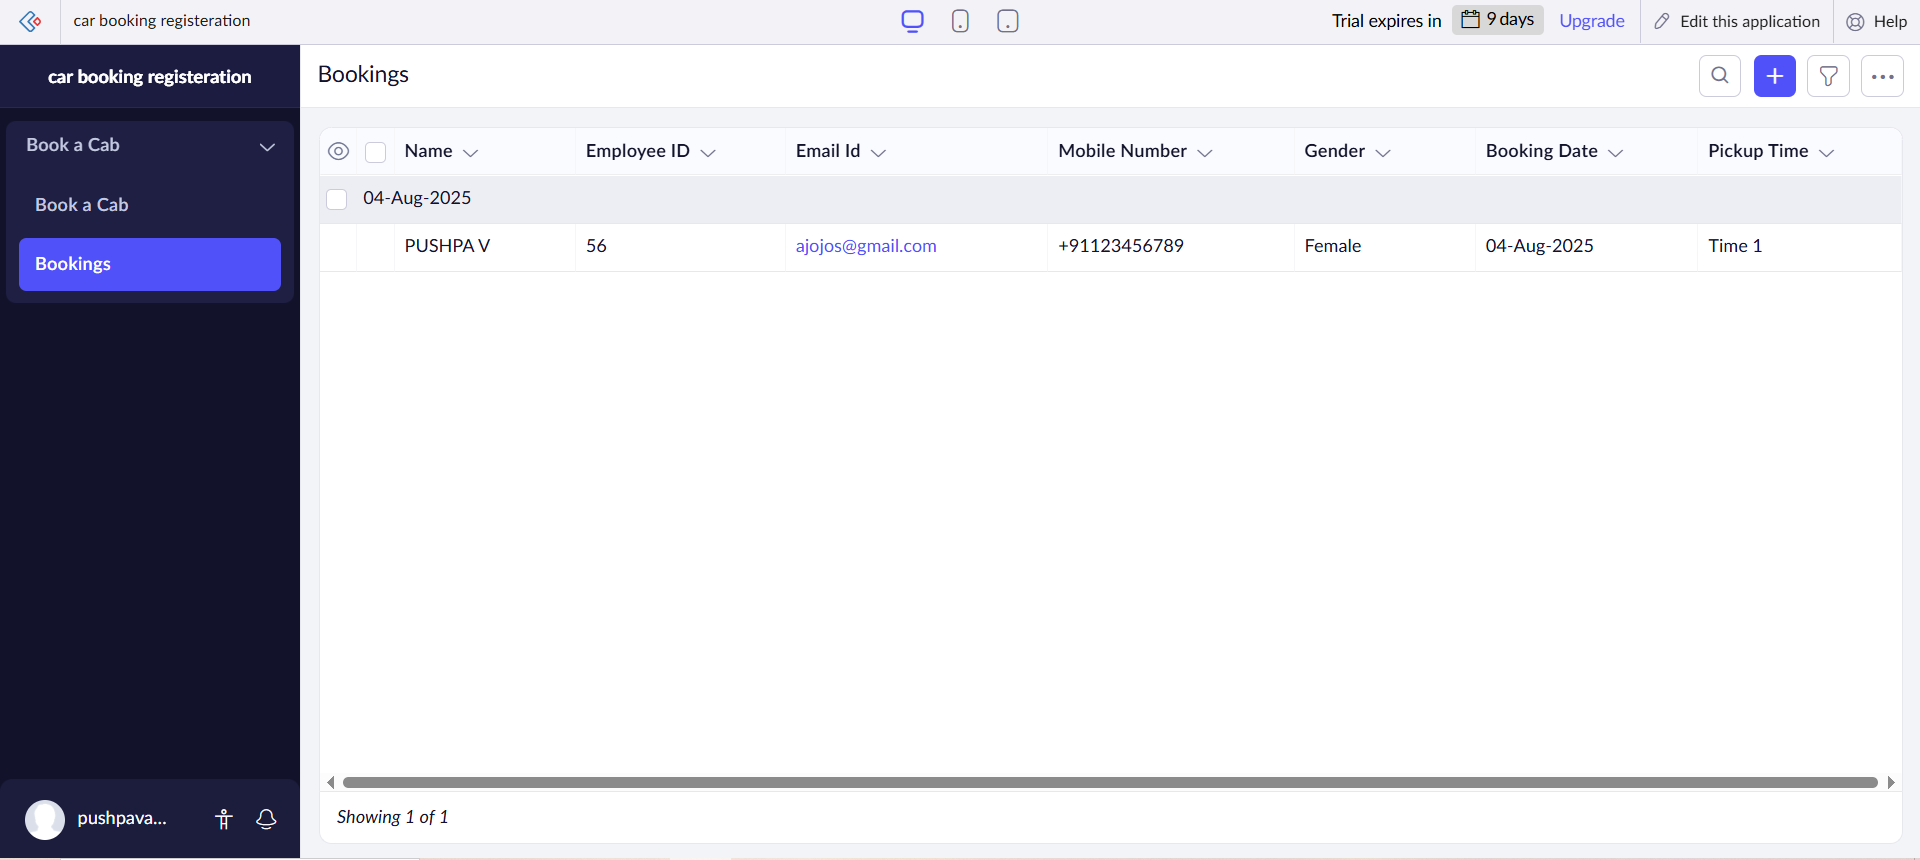 car booking registeration
Trial expires in 9 days Upgrade Edit this application Help
car booking registeration
Bookings
Book a Cab
Book a Cab
Bookings
Name Employee ID Email Id Mobile Number Gender Booking Date Pickup Time
04-Aug-2025
PUSHPA V 56 ajojos@gmail.com +91123456789 Female 04-Aug-2025 Time 1
Showing 1 of 1
pushpava...